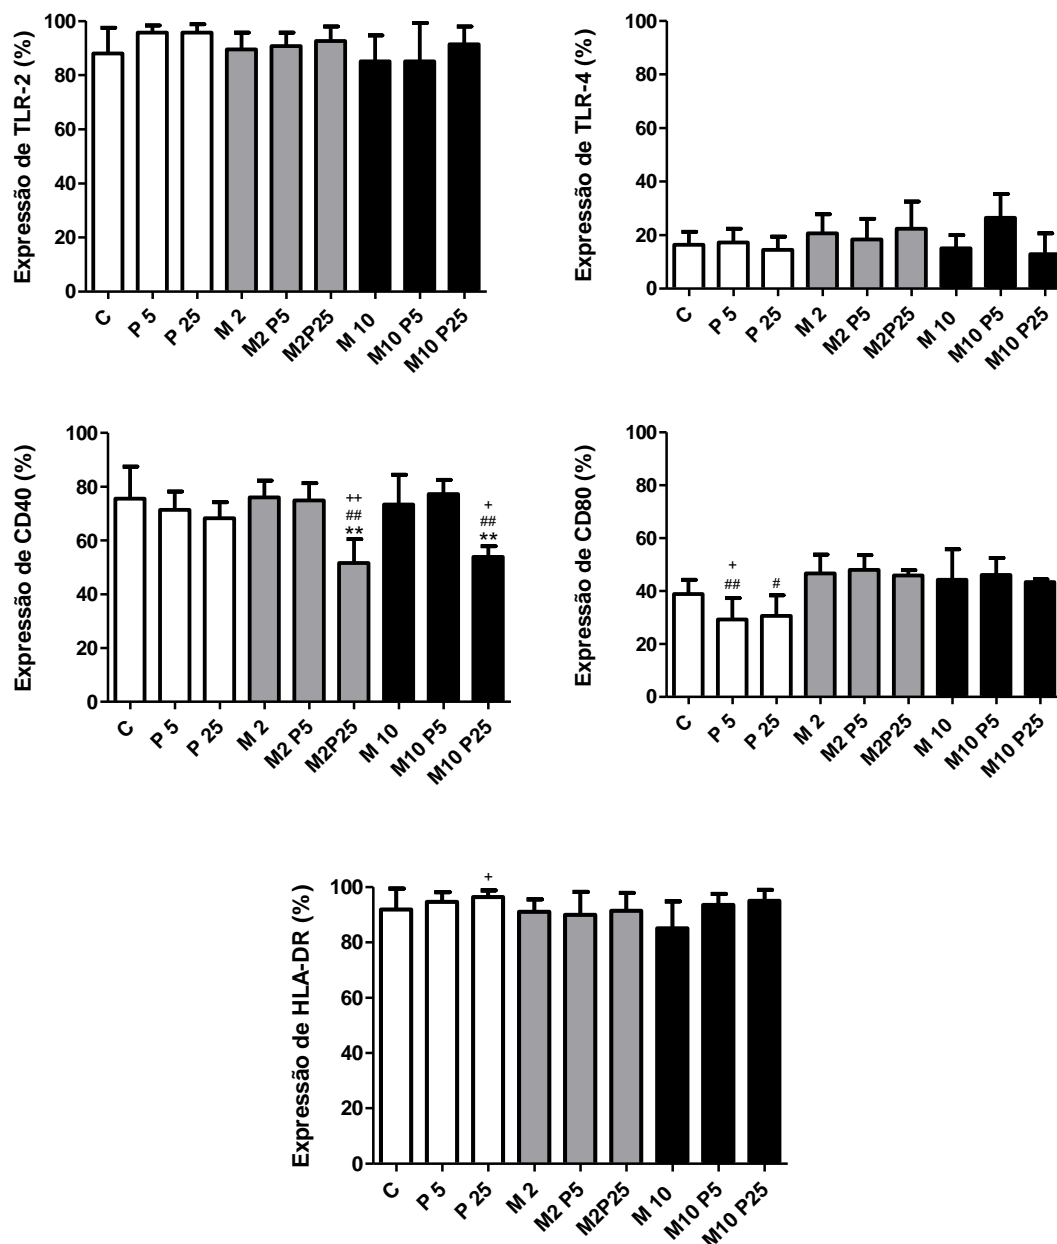 Expressão de TLR-2 (%)
100
80
60
40
20
0
C
P 5
P 25
M 2
M2 P5
M2P25
M 10
M10 P5
M10 P25
Expressão de TLR-4 (%)
100
80
60
40
20
0
C
P 5
P 25
M 2
M2 P5
M2P25
M 10
M10 P5
M10 P25
Expressão de CD40 (%)
100
80
60
40
20
0
++
##
**
+
##
**
C
P 5
P 25
M 2
M2 P5
M2P25
M 10
M10 P5
M10 P25
Expressão de CD80 (%)
100
80
60
40
20
0
+
##
#
C
P 5
P 25
M 2
M2 P5
M2P25
M 10
M10 P5
M10 P25
Expressão de HLA-DR (%)
100
80
60
40
20
0
+
C
P 5
P 25
M 2
M2 P5
M2P25
M 10
M10 P5
M10 P25